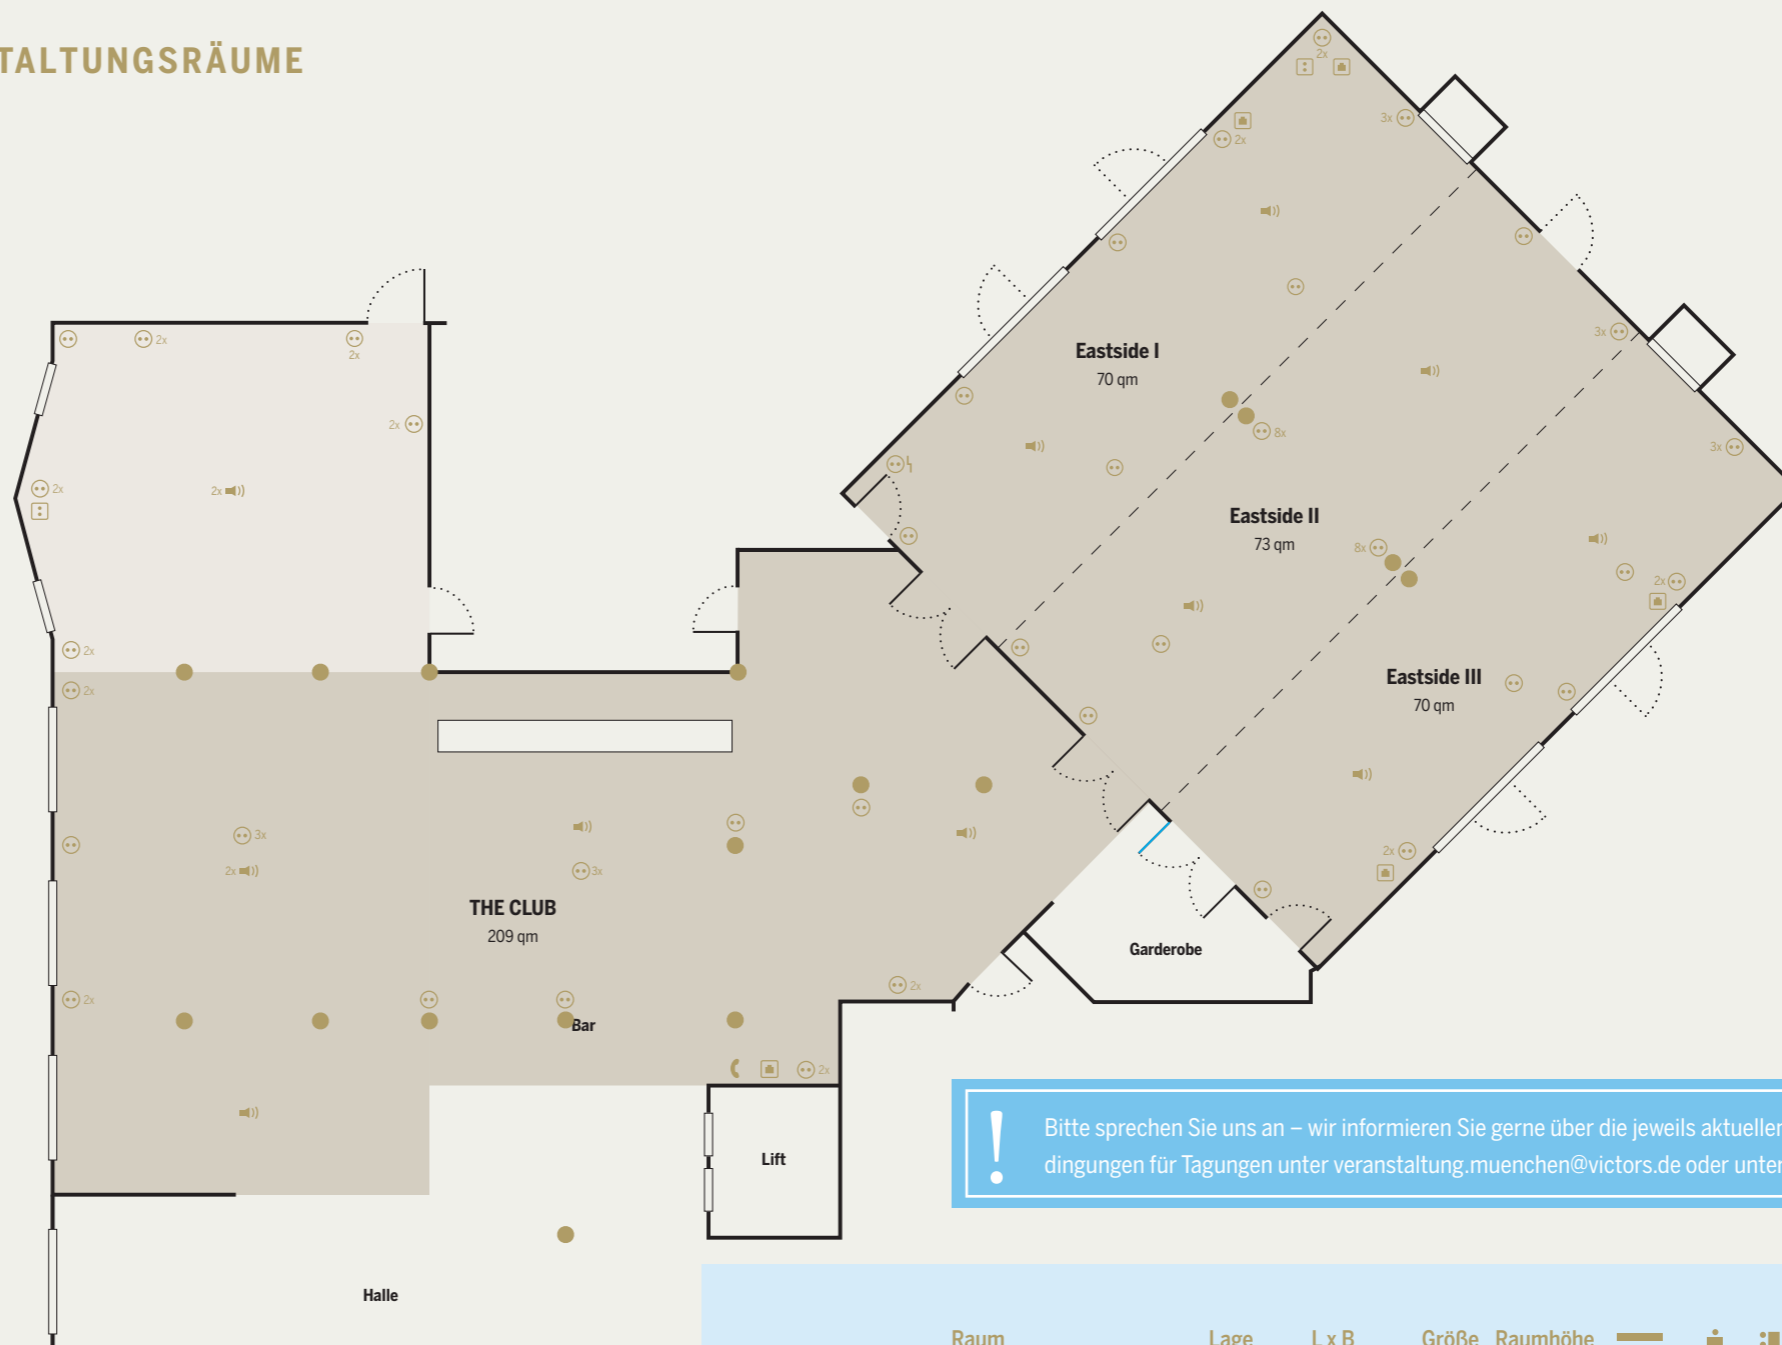 TALTUNGSRÄUME
2x
3x
2x
3x
2x
2x
Eastside I
70 qm
2x
8x
3x
2x
2x
Eastside II
73 qm
8x
2x
2x
2x
Eastside III
70 qm
3x
2x
3x
2x
THE CLUB
209 qm
Garderobe
2x
2x
Bar
2x
Bitte sprechen Sie uns an – wir informieren Sie gerne über die jeweils aktuellen
dingungen für Tagungen unter veranstaltung.muenchen@victors.de oder unter
Lift
Halle
Raum Lage L x B Größe Raumhöhe